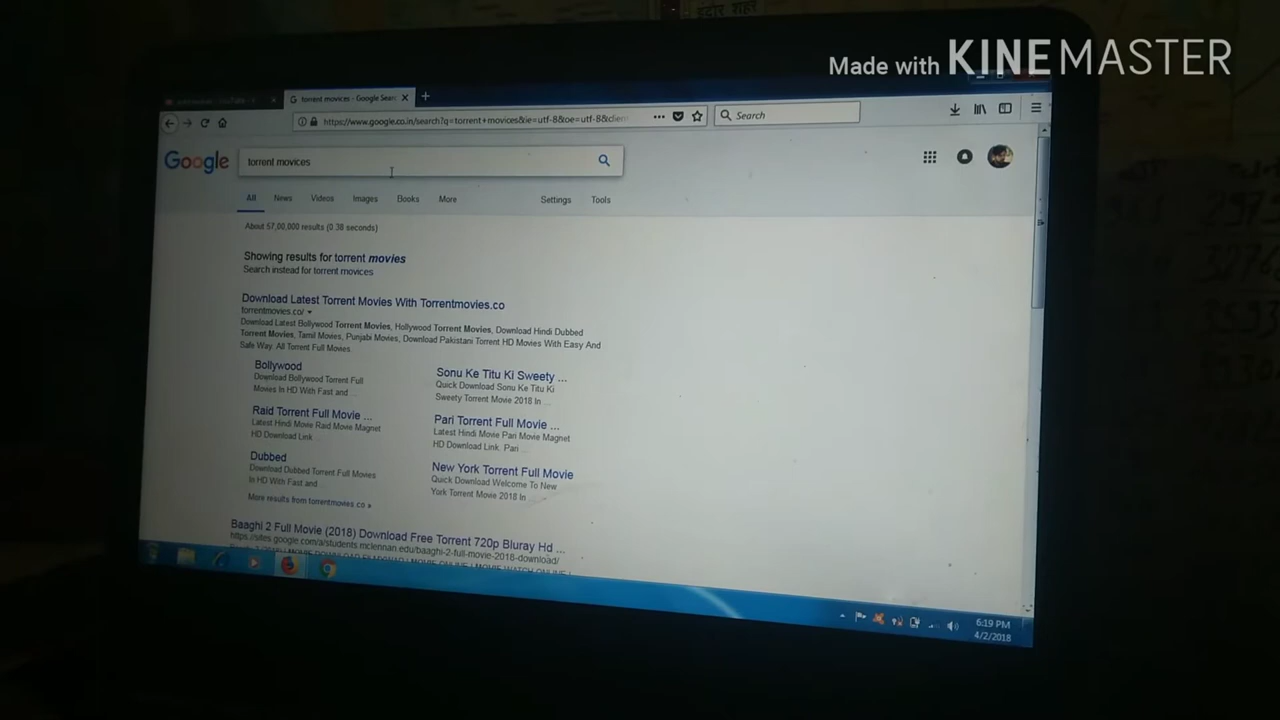 इंदौर शहर
Made with KINEMASTER
torrent movices - Google Sear
https://www.google.co.in/search?q=torrent+movices&ie=utf-8&oe=utf-8&client
Search
Google
torrent movices
All News Videos Images Books More Settings Tools
About 57,00,000 results (0.38 seconds)
Showing results for torrent movies
Search instead for torrent movices
Download Latest Torrent Movies With Torrentmovies.co
torrentmovies.co/
Download Latest Bollywood Torrent Movies, Hollywood Torrent Movies, Download Hindi Dubbed
Torrent Movies, Tamil Movies, Punjabi Movies, Download Pakistani Torrent HD Movies With Easy And
Safe Way. All Torrent Full Movies.
Bollywood
Download Bollywood Torrent Full
Movies In HD With Fast and ...
Sonu Ke Titu Ki Sweety ...
Quick Download Sonu Ke Titu Ki
Sweety Torrent Movie 2018 In ...
Raid Torrent Full Movie ...
Latest Hindi Movie Raid Movie Magnet
HD Download Link ...
Pari Torrent Full Movie ...
Latest Hindi Movie Pari Movie Magnet
HD Download Link. Pari ...
Dubbed
Download Dubbed Torrent Full Movies
In HD With Fast and ...
New York Torrent Full Movie
Quick Download Welcome To New
York Torrent Movie 2018 In ...
More results from torrentmovies.co »
Baaghi 2 Full Movie (2018) Download Free Torrent 720p Bluray Hd ...
https://sites.google.com/a/students.mclennan.edu/baaghi-2-full-movie-2018-download/
6:19 PM
4/2/2018